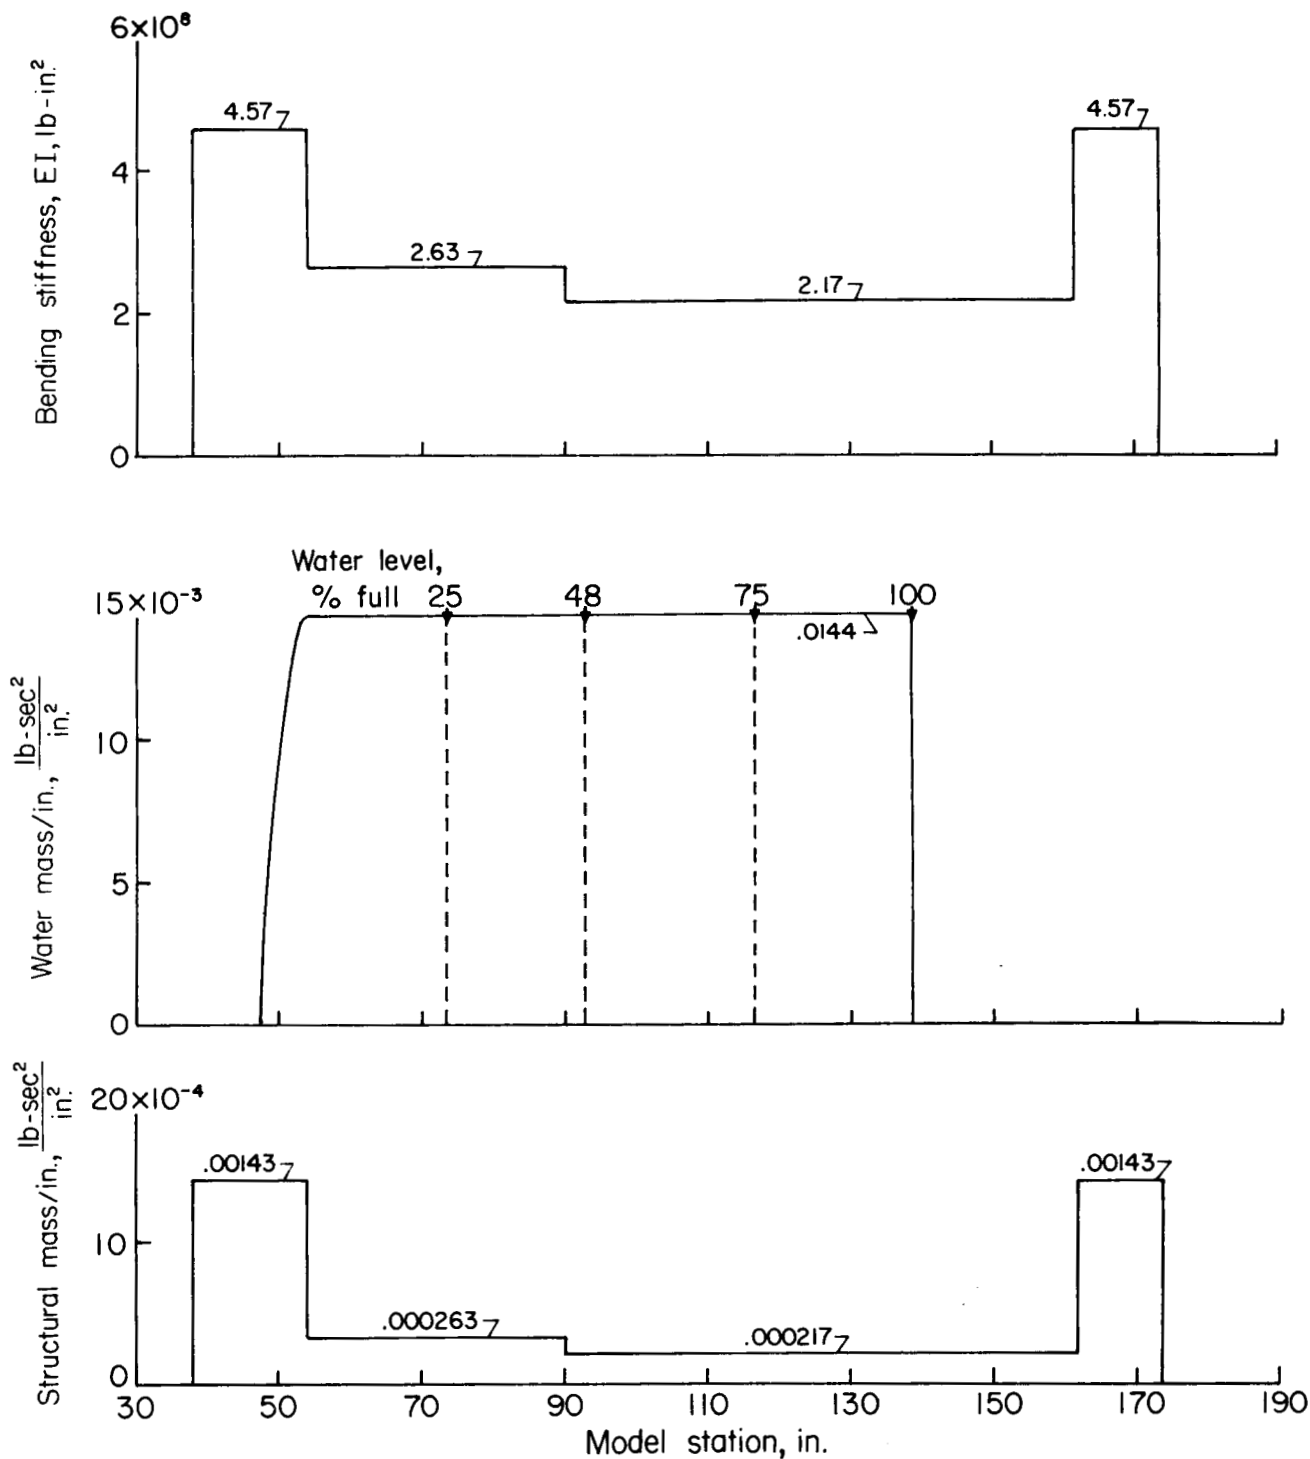 6×10⁸
4.57
4.57
4
2.63
2.17
2
0
Bending stiffness, EI, lb-in.²
Water level,
% full 25 48 75 100
15×10⁻³
.0144
10
5
0
Water mass/in., lb-sec²/in.²
20×10⁻⁴
.00143
.00143
10
.000263
.000217
0
Structural mass/in., lb-sec²/in.²
30 50 70 90 110 130 150 170 190
Model station, in.